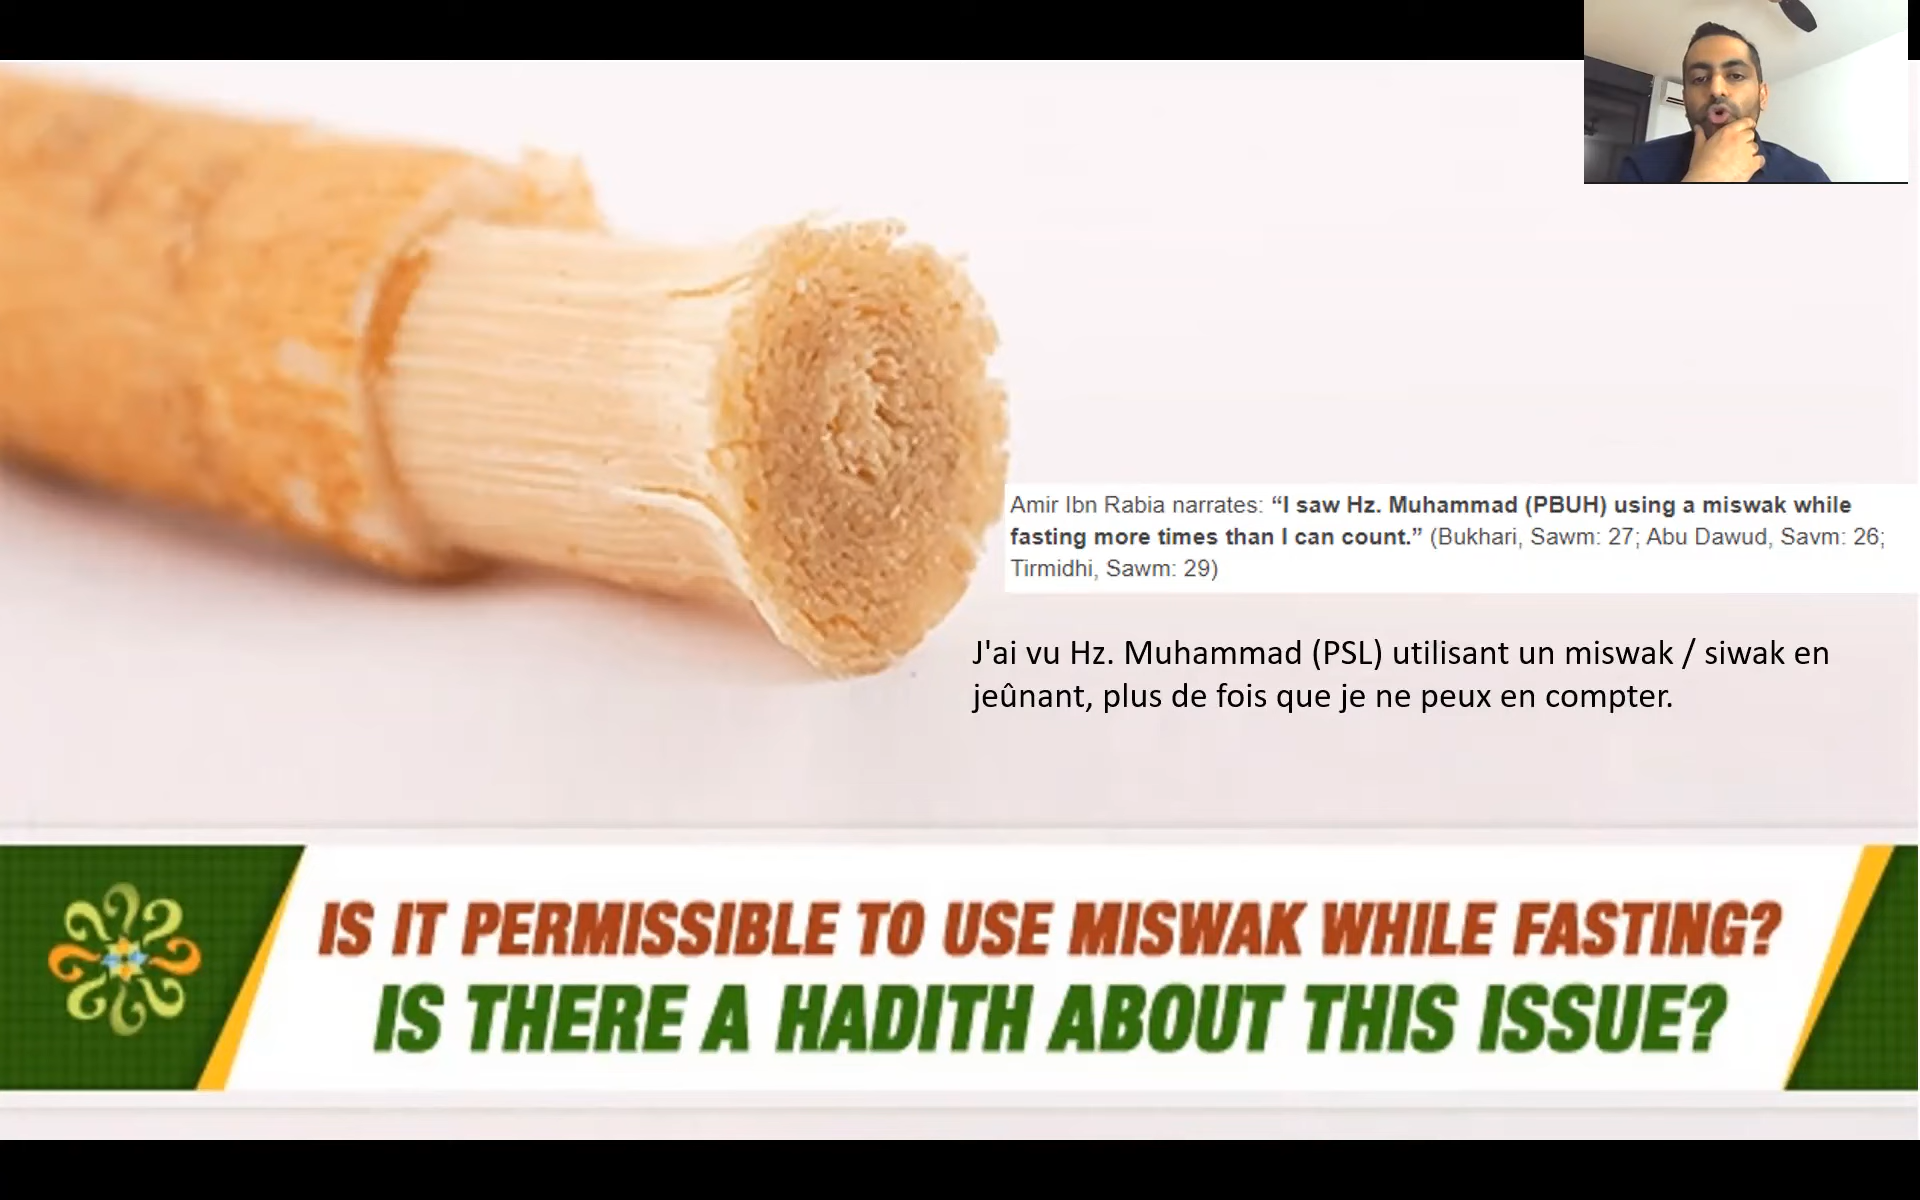 Amir Ibn Rabia narrates: “I saw Hz. Muhammad (PBUH) using a miswak while
fasting more times than I can count.” (Bukhari, Sawm: 27; Abu Dawud, Savm: 26;
Tirmidhi, Sawm: 29)
J'ai vu Hz. Muhammad (PSL) utilisant un miswak / siwak en
jeûnant, plus de fois que je ne peux en compter.
IS IT PERMISSIBLE TO USE MISWAK WHILE FASTING?
IS THERE A HADITH ABOUT THIS ISSUE?